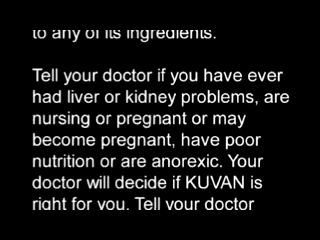 to any of its ingredients.
Tell your doctor if you have ever
had liver or kidney problems, are
nursing or pregnant or may
become pregnant, have poor
nutrition or are anorexic. Your
doctor will decide if KUVAN is
right for you. Tell your doctor